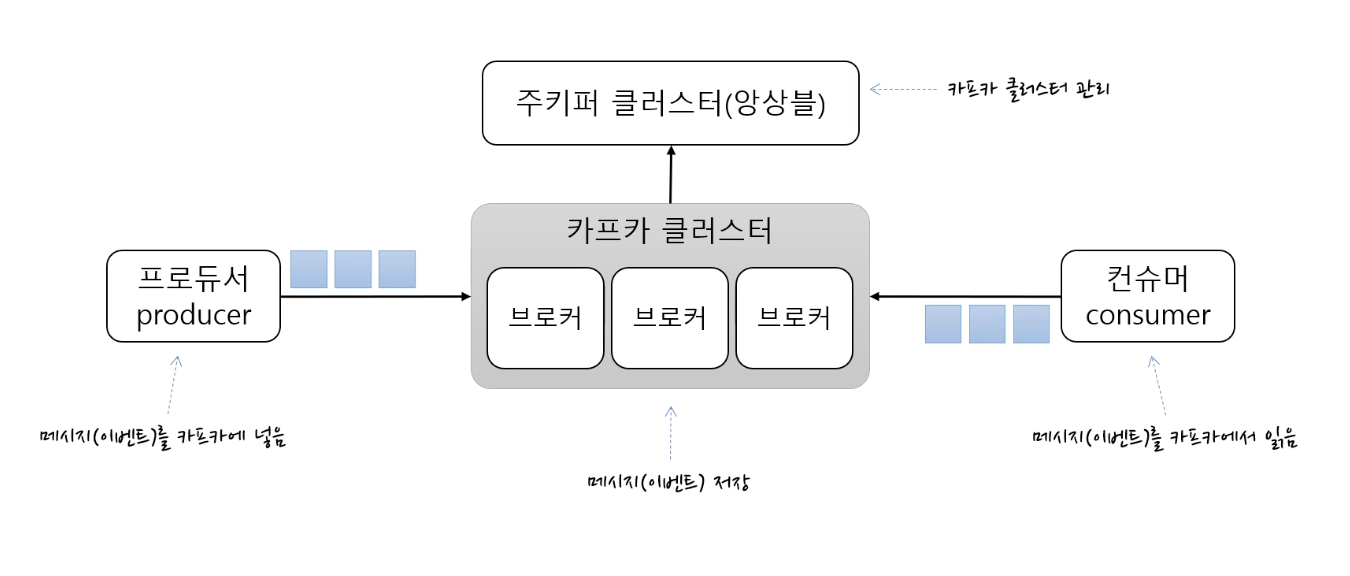 주키퍼 클러스터(앙상블)
카프카 클러스터 관리
카프카 클러스터
프로듀서
producer
브로커
브로커
브로커
컨슈머
consumer
메시지(이벤트)를 카프카에 넣음
메시지(이벤트)를 카프카에서 읽음
메시지(이벤트) 저장